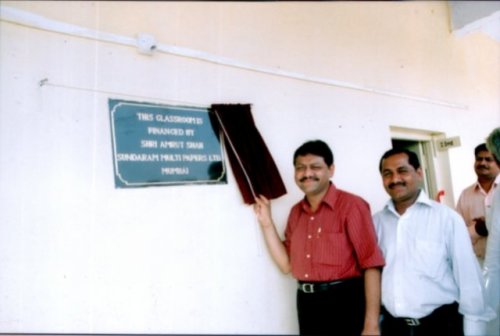 THIS CLASSROOM IS
FINANCED BY
SHRI AMRUT SHAH
SUNDARAM MULTI PAPERS LTD
MUMBAI